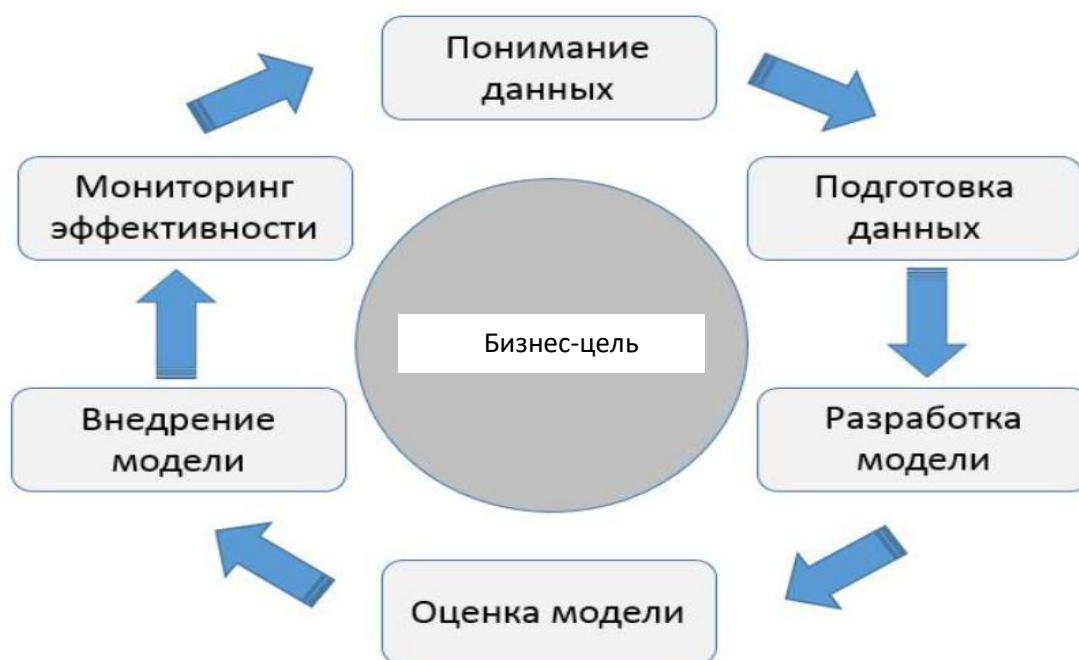 Понимание
данных
Подготовка
данных
Разработка
модели
Оценка модели
Внедрение
модели
Мониторинг
эффективности
Бизнес-цель